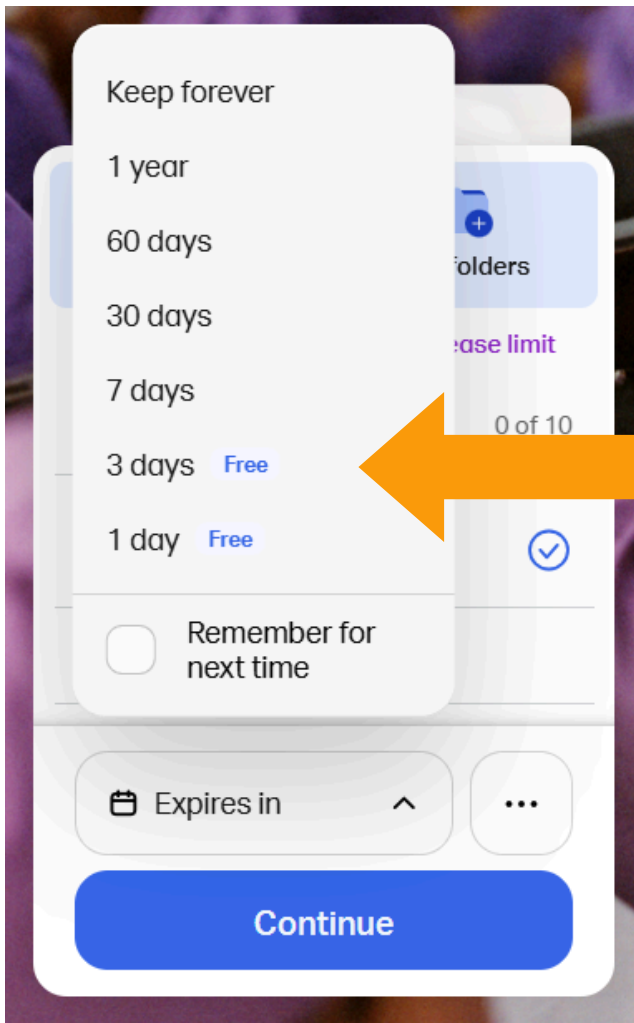 Keep forever
1 year
60 days
folders
30 days
ease limit
7 days
0 of 10
3 days Free
1 day Free
Remember for
next time
Expires in
Continue